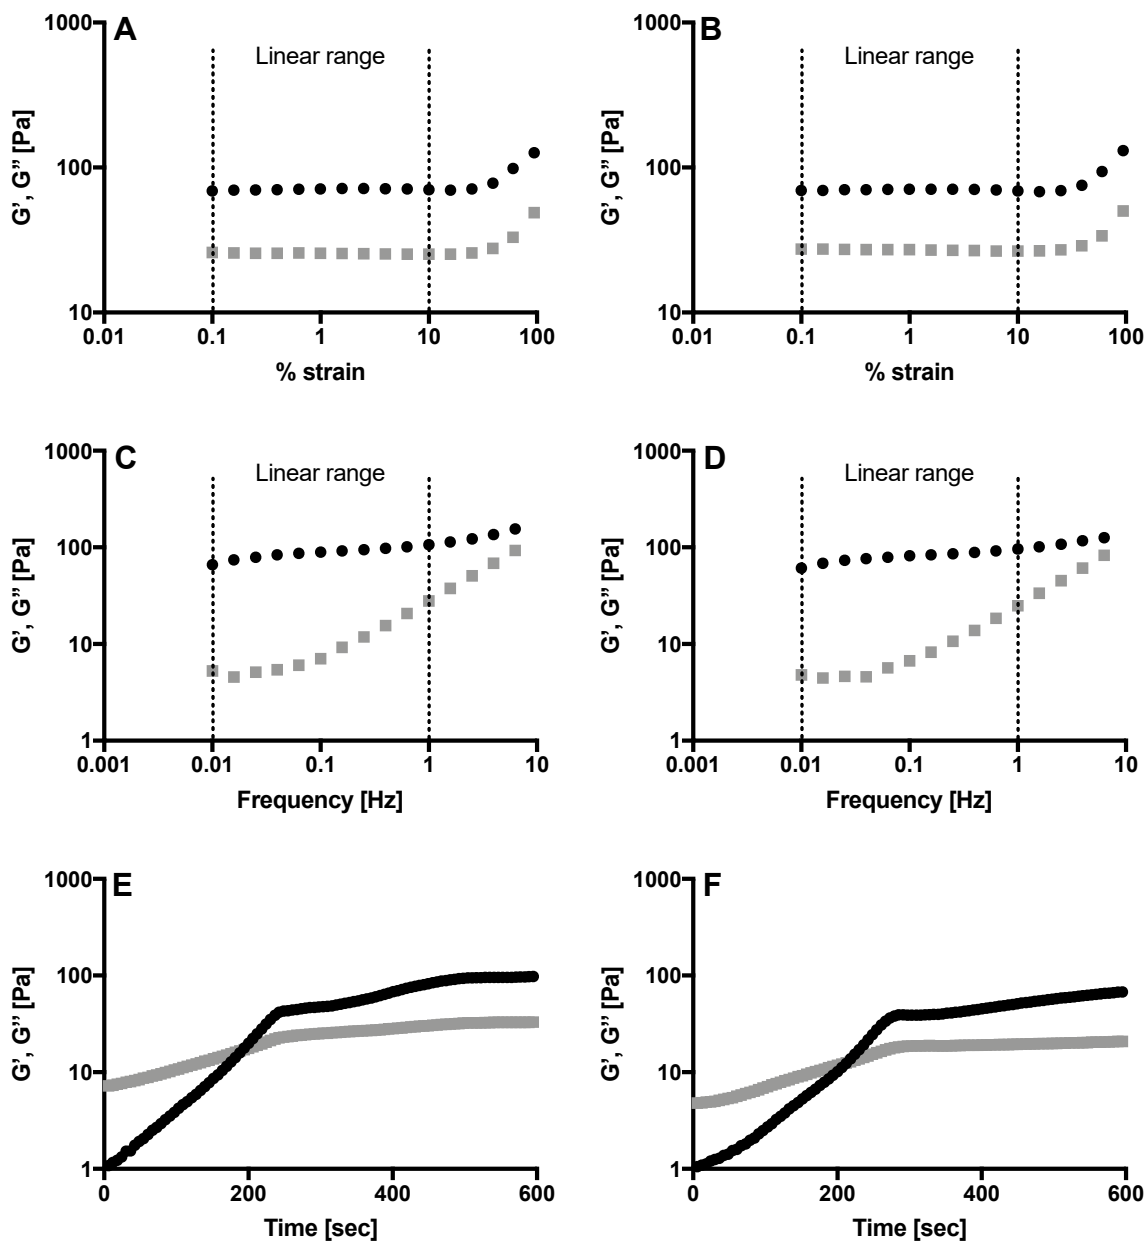 A
Linear range
1000
100
10
G’, G” [Pa]
0.01
0.1
1
10
100
% strain
B
Linear range
1000
100
10
G’, G” [Pa]
0.01
0.1
1
10
100
% strain
C
Linear range
1000
100
10
1
G’, G” [Pa]
0.001
0.01
0.1
1
10
Frequency [Hz]
D
Linear range
1000
100
10
1
G’, G” [Pa]
0.001
0.01
0.1
1
10
Frequency [Hz]
E
1000
100
10
1
G’, G” [Pa]
0
200
400
600
Time [sec]
F
1000
100
10
1
G’, G” [Pa]
0
200
400
600
Time [sec]